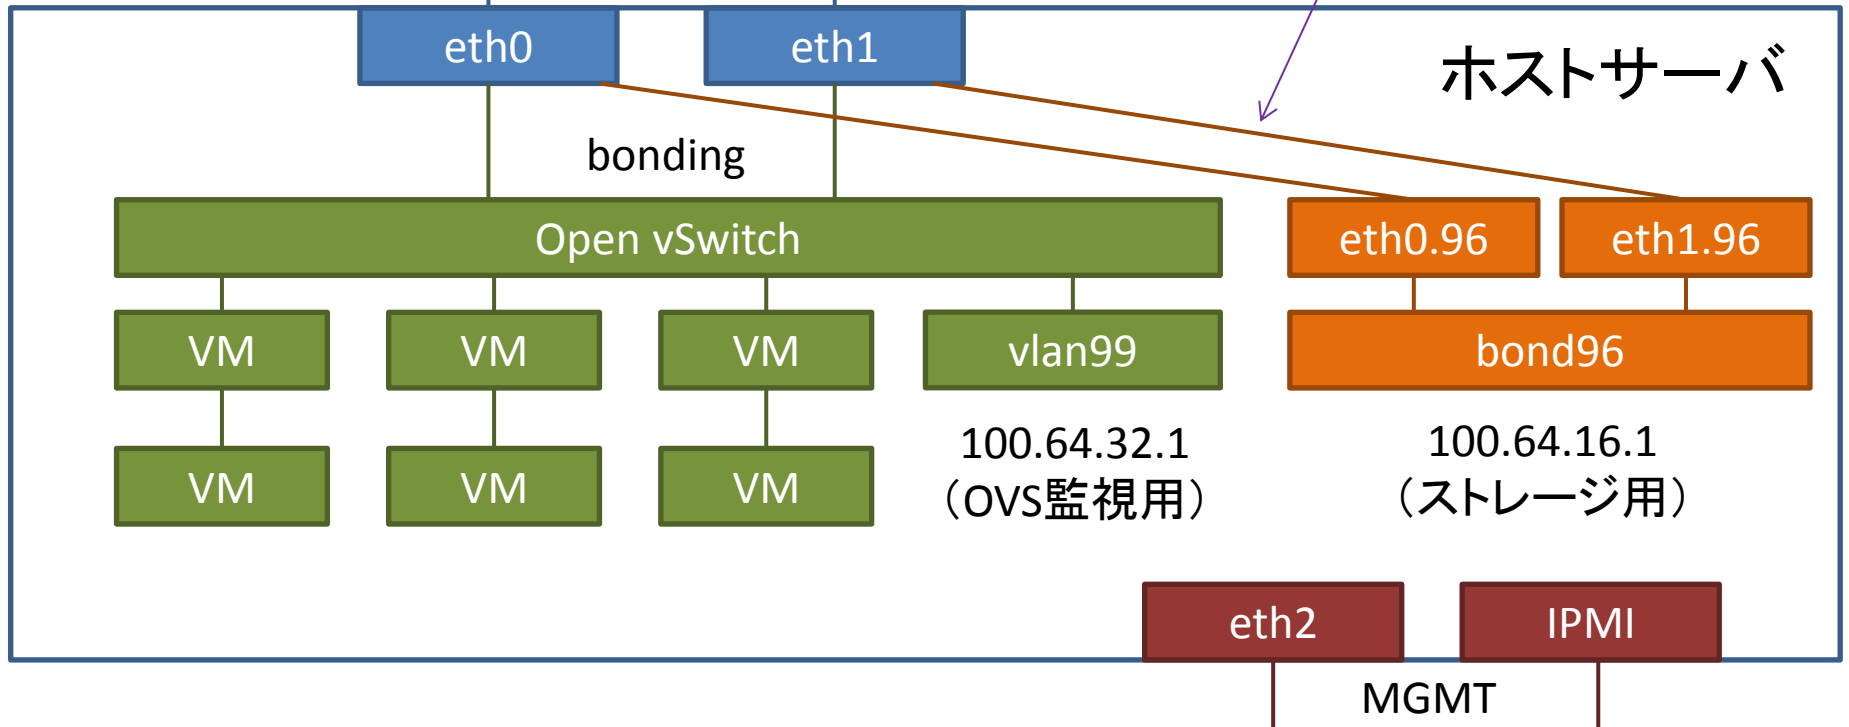 eth0
eth1
ホストサーバ
bonding
Open vSwitch
eth0.96
eth1.96
VM
VM
VM
vlan99
bond96
100.64.32.1
（OVS監視用）
100.64.16.1
（ストレージ用）
VM
VM
VM
eth2
IPMI
MGMT